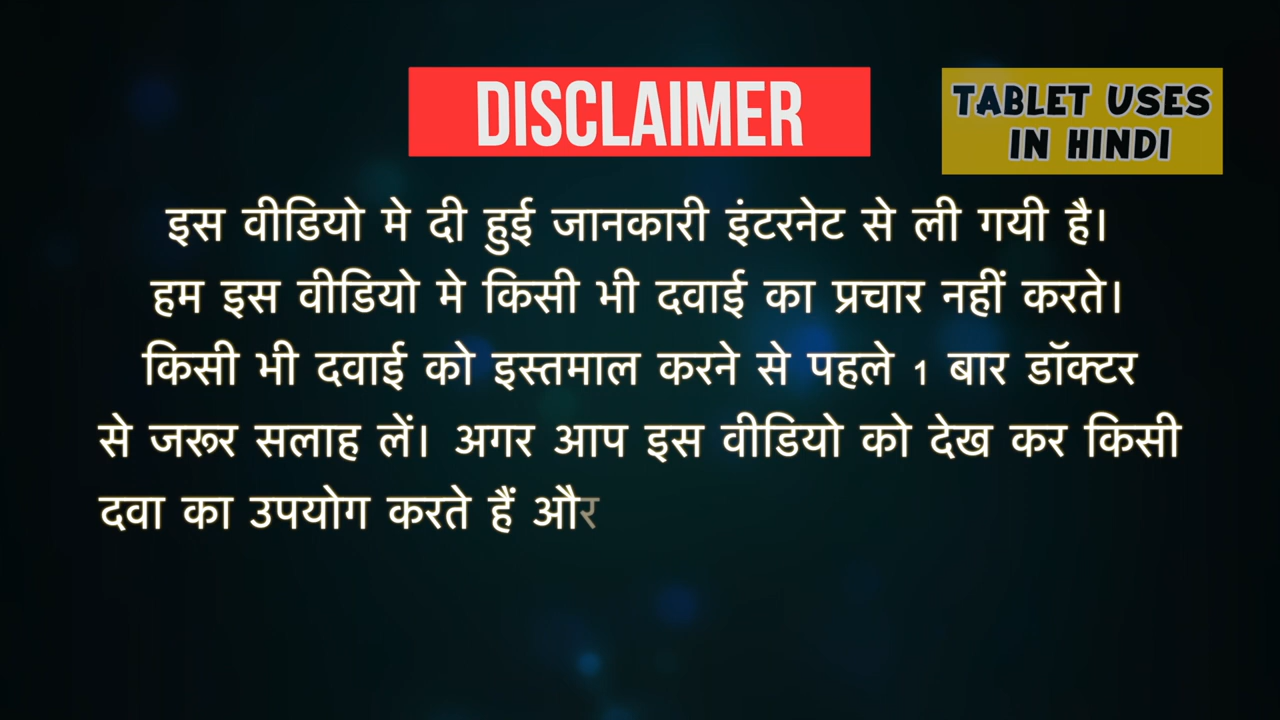 DISCLAIMER
TABLET USES
IN HINDI
इस वीडियो मे दी हुई जानकारी इंटरनेट से ली गयी है।
हम इस वीडियो मे किसी भी दवाई का प्रचार नहीं करते।
किसी भी दवाई को इस्तमाल करने से पहले 1 बार डॉक्टर
से जरूर सलाह लें। अगर आप इस वीडियो को देख कर किसी
दवा का उपयोग करते हैं और